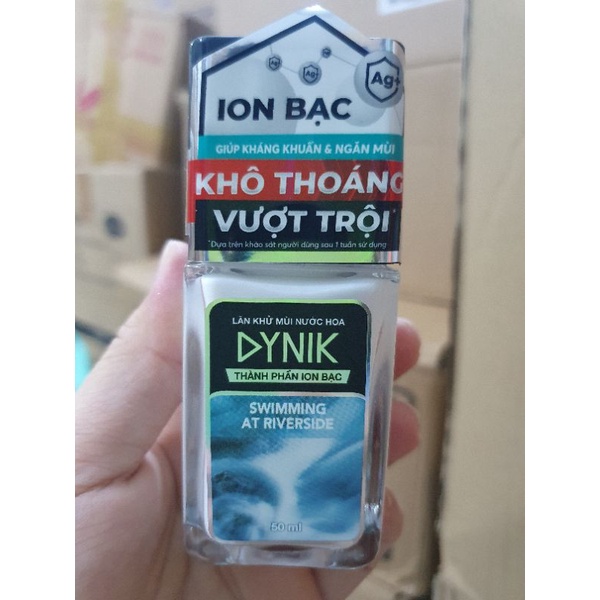 Ag+
Ag+
ION BẠC
GIÚP KHÁNG KHUẨN & NGĂN MÙI
KHÔ THOÁNG
VƯỢT TRỘI*
*Dựa trên khảo sát người dùng sau 1 tuần sử dụng
LĂN KHỬ MÙI NƯỚC HOA
DYNIK
THÀNH PHẦN ION BẠC
SWIMMING
AT RIVERSIDE
50 ml